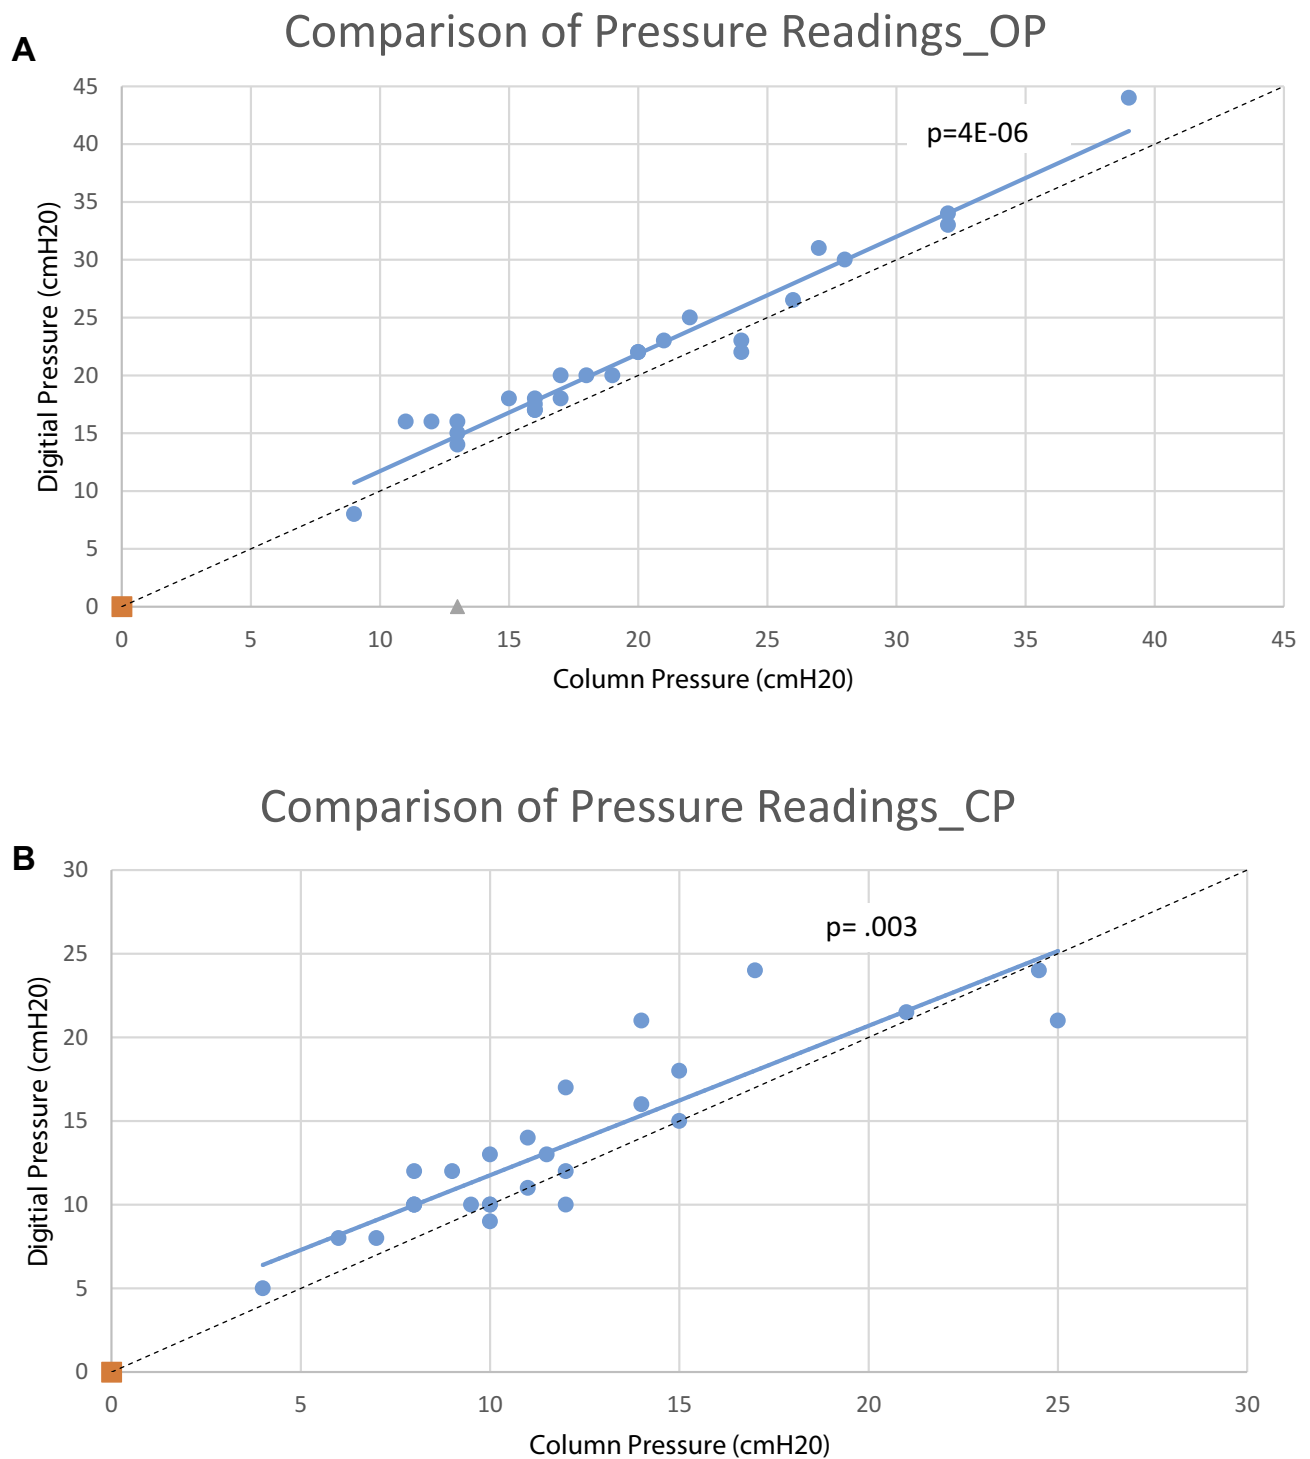 Comparison of Pressure Readings_OP
A
45
40
35
30
25
20
15
10
5
0
p=4E-06
Digitial Pressure (cmH20)
0 5 10 15 20 25 30 35 40 45
Column Pressure (cmH20)
Comparison of Pressure Readings_CP
B
30
25
20
15
10
5
0
p= .003
Digitial Pressure (cmH20)
0 5 10 15 20 25 30
Column Pressure (cmH20)